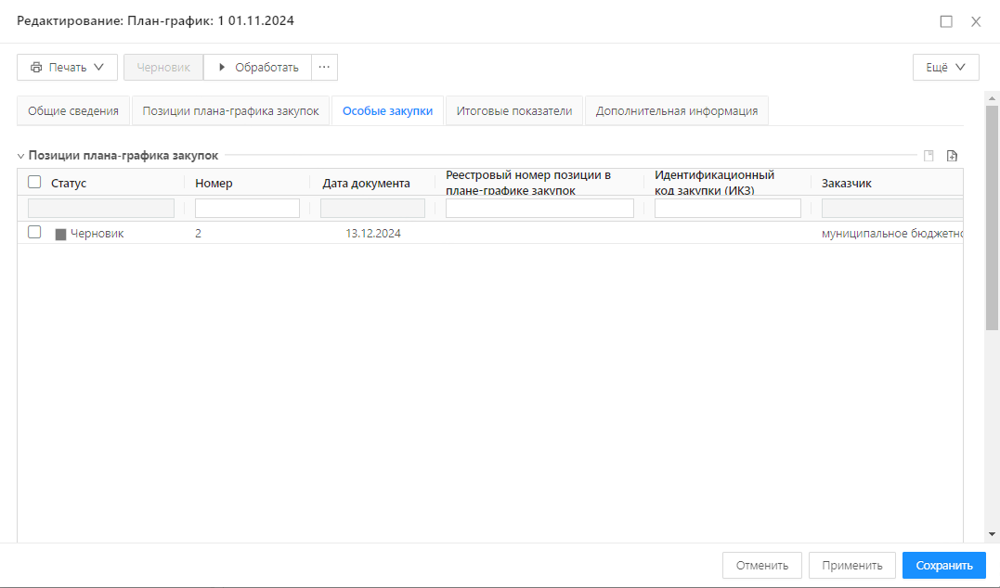 Редактирование: План-график: 1 01.11.2024
Печать Черновик Обработать ... Ещё
Общие сведения Позиции плана-графика закупок Особые закупки Итоговые показатели Дополнительная информация
Позиции плана-графика закупок
Статус Номер Дата документа Реестровый номер позиции в плане-графике закупок Идентификационный код закупки (ИКЗ) Заказчик
Черновик 2 13.12.2024 муниципальное бюджетно
Отменить Применить Сохранить